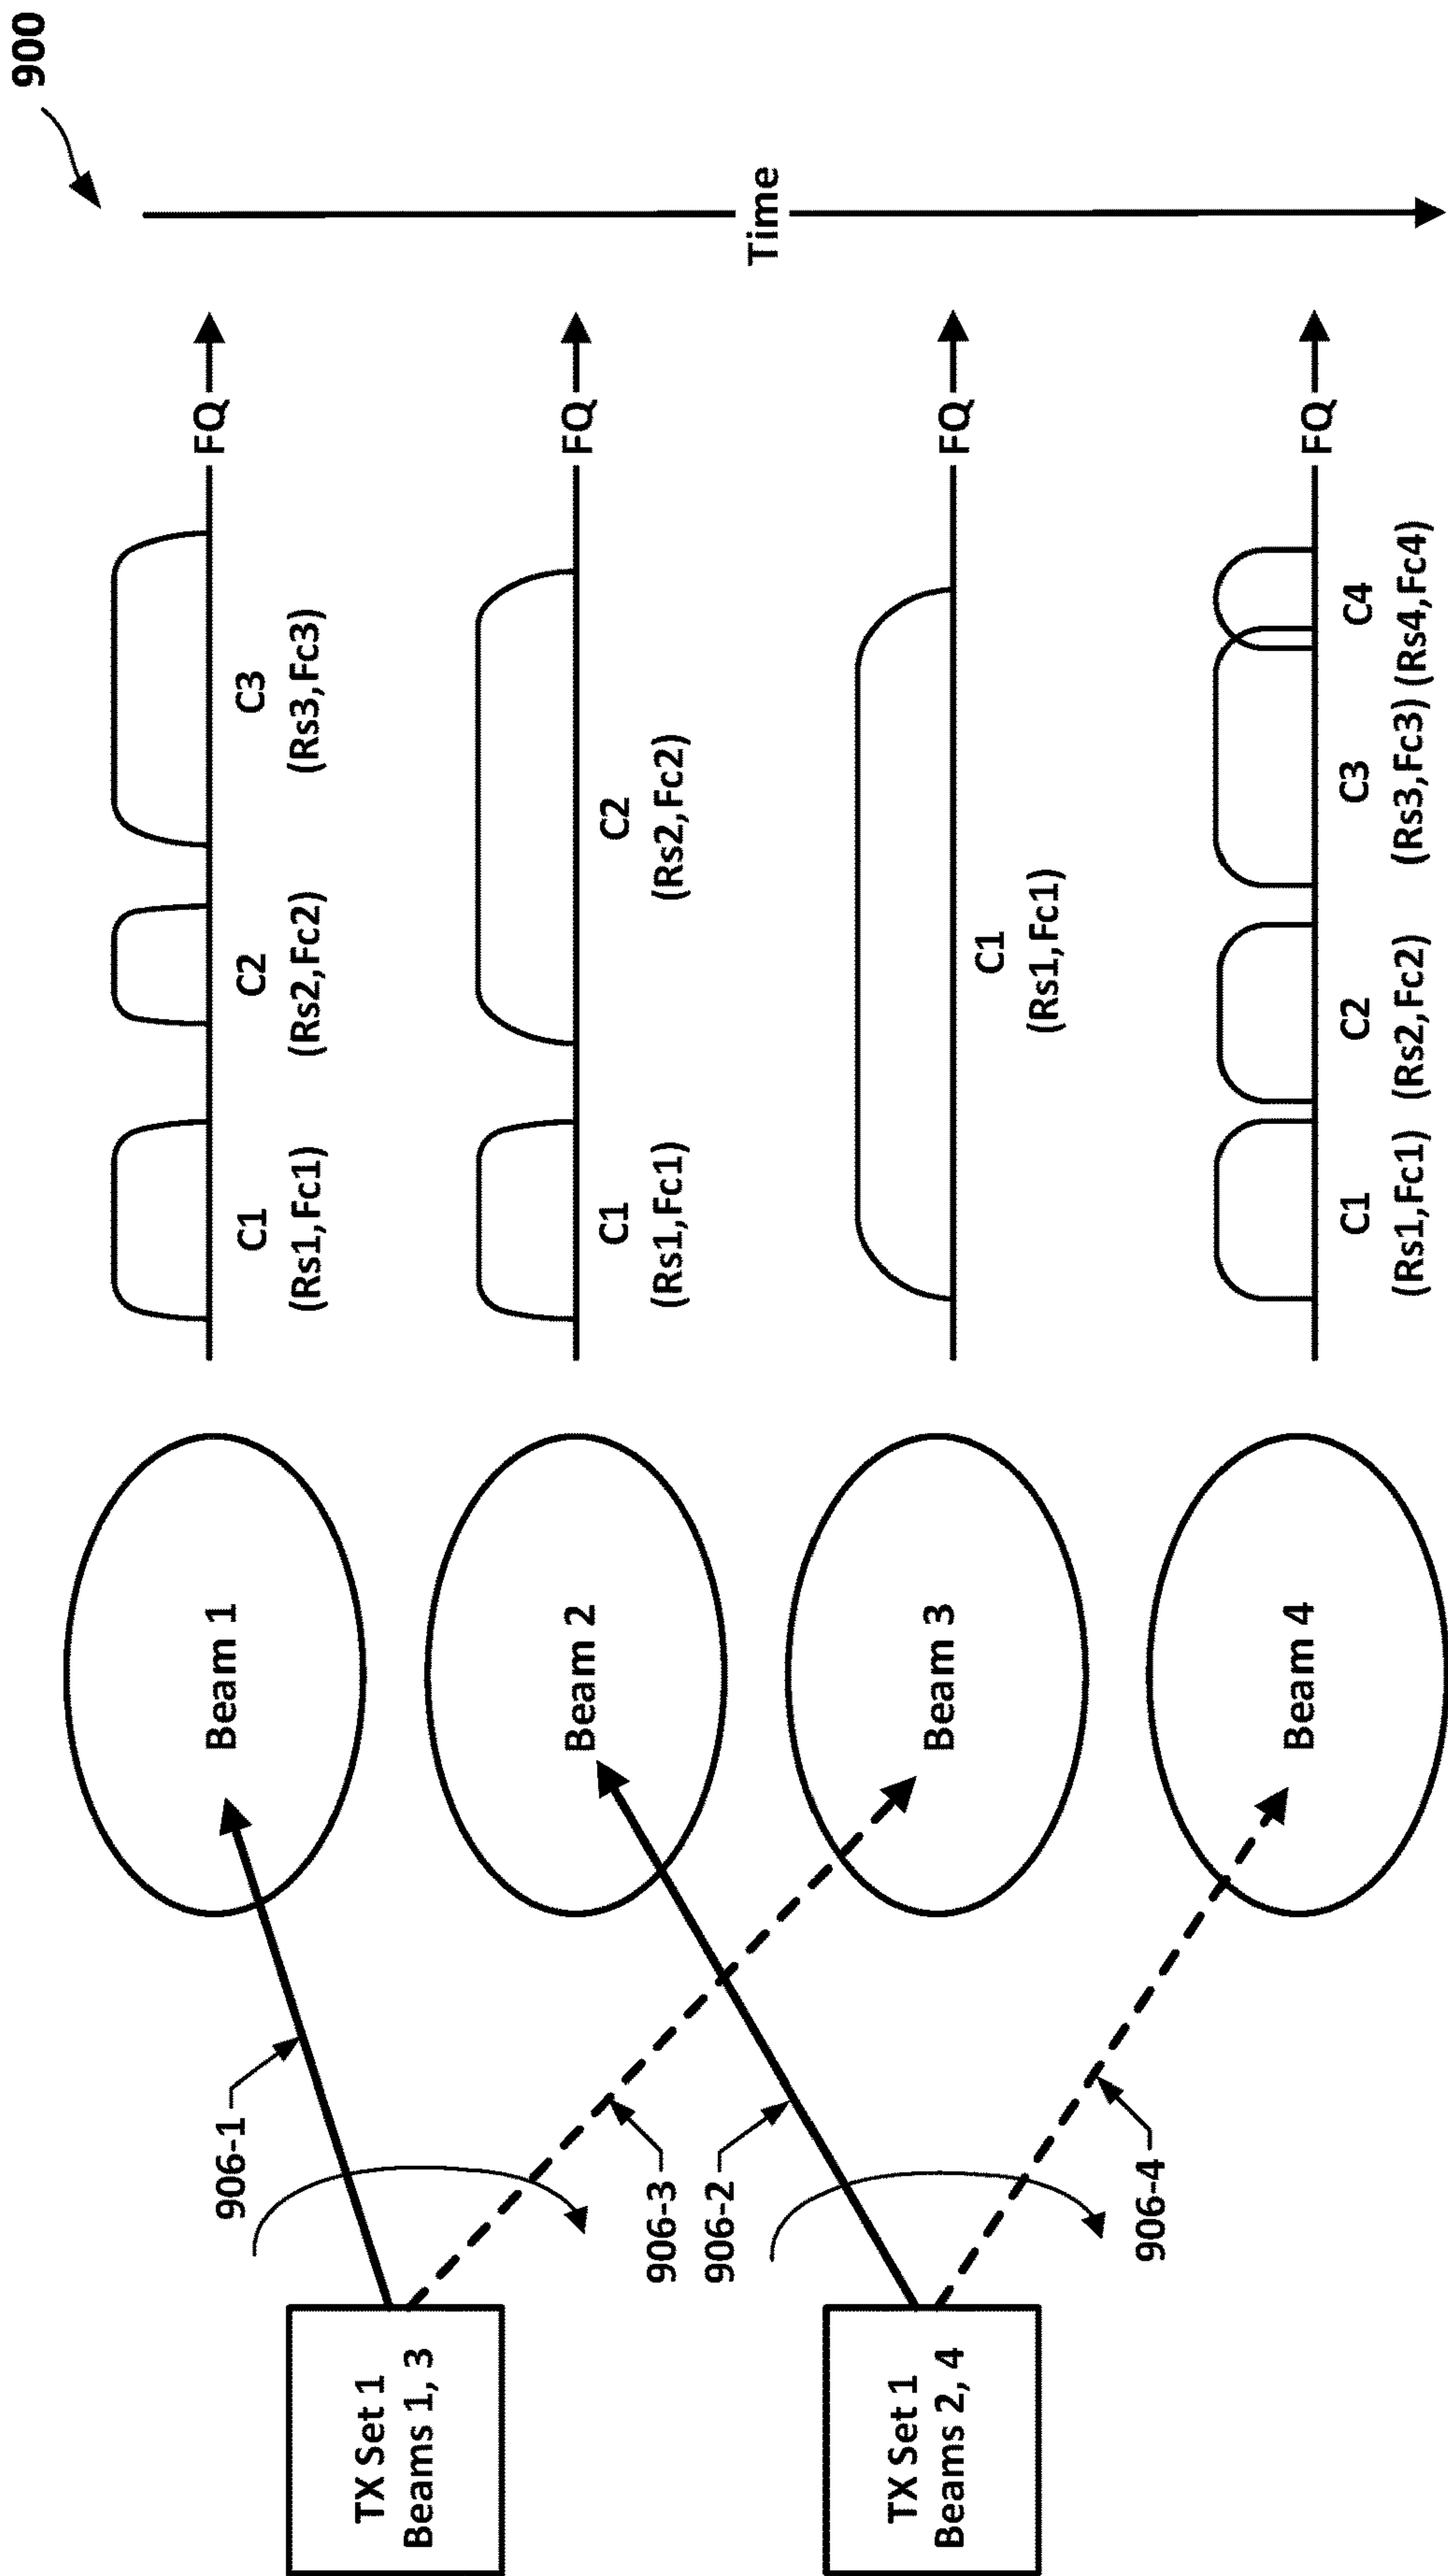 900
TX Set 1
Beams 1, 3
906-1
906-3
Beam 1
FQ
C1
(Rs1,Fc1)
C2
(Rs2,Fc2)
C3
(Rs3,Fc3)
Beam 2
FQ
C1
(Rs1,Fc1)
C2
(Rs2,Fc2)
Time
TX Set 1
Beams 2, 4
906-2
906-4
Beam 3
FQ
C1
(Rs1,Fc1)
Beam 4
FQ
C1
(Rs1,Fc1)
C2
(Rs2,Fc2)
C3
(Rs3,Fc3)
C4
(Rs4,Fc4)